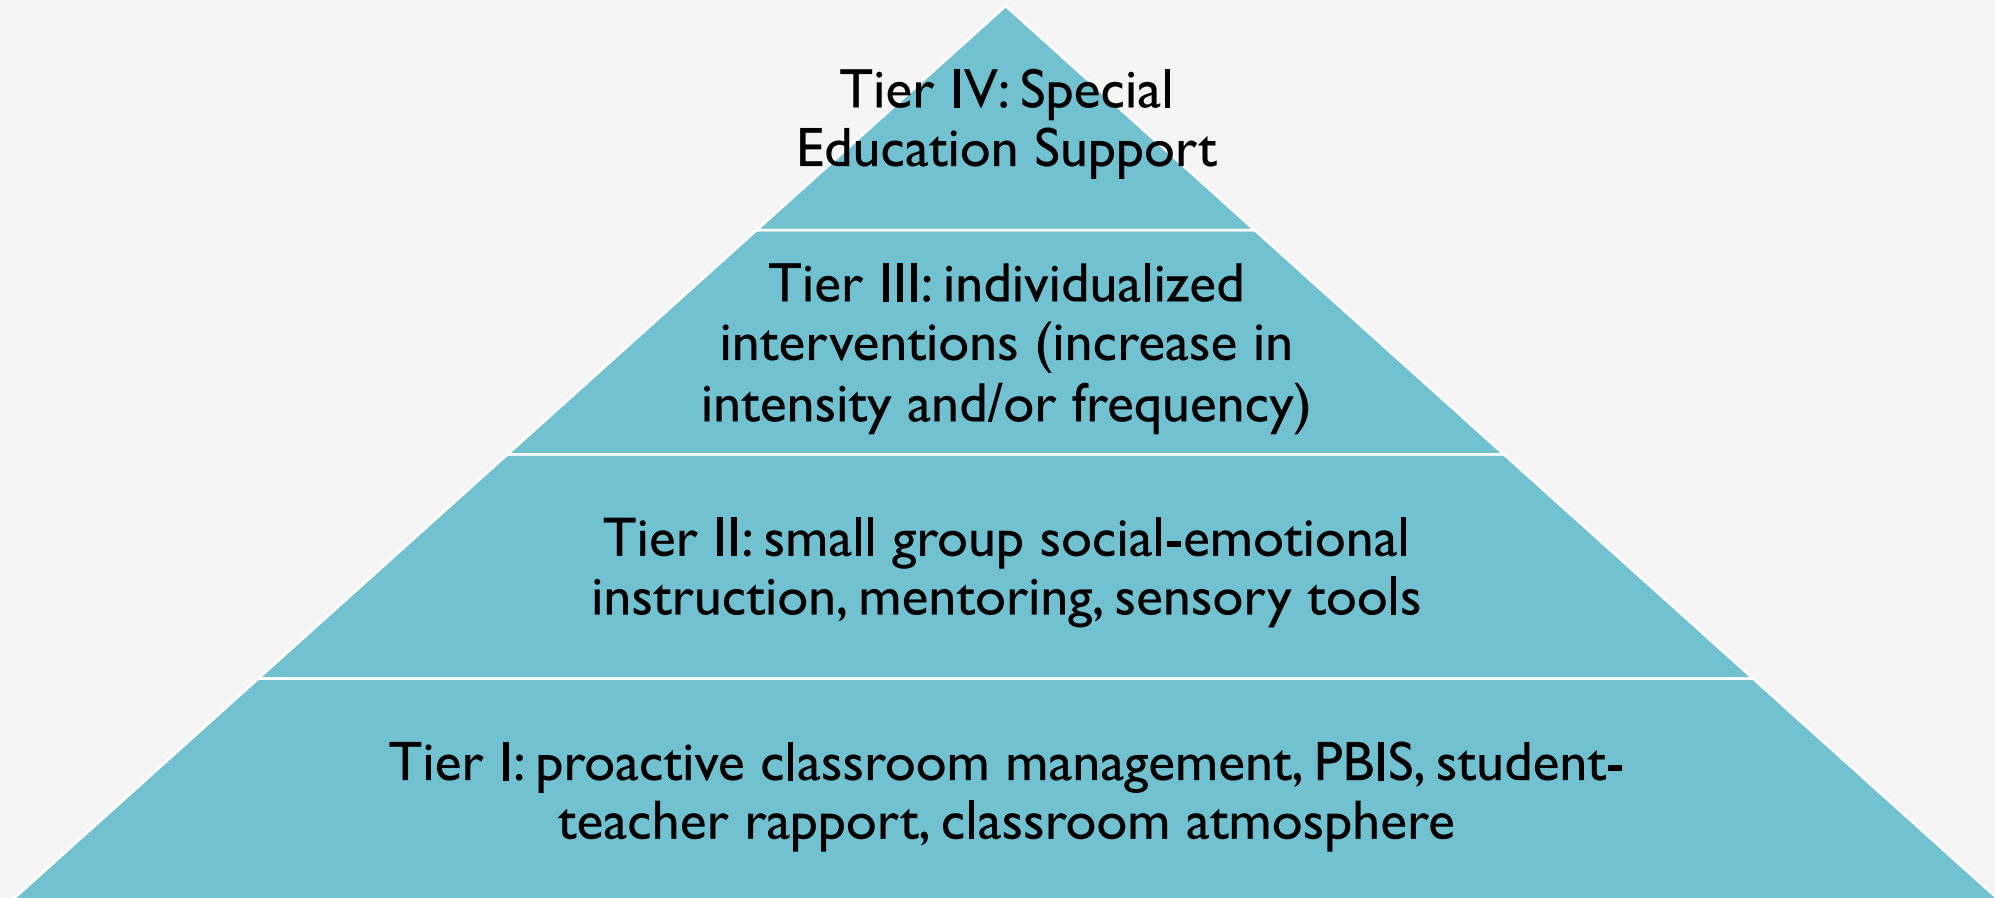 Tier IV: Special
Education Support
Tier III: individualized
interventions (increase in
intensity and/or frequency)
Tier II: small group social-emotional
instruction, mentoring, sensory tools
Tier I: proactive classroom management, PBIS, student-
teacher rapport, classroom atmosphere